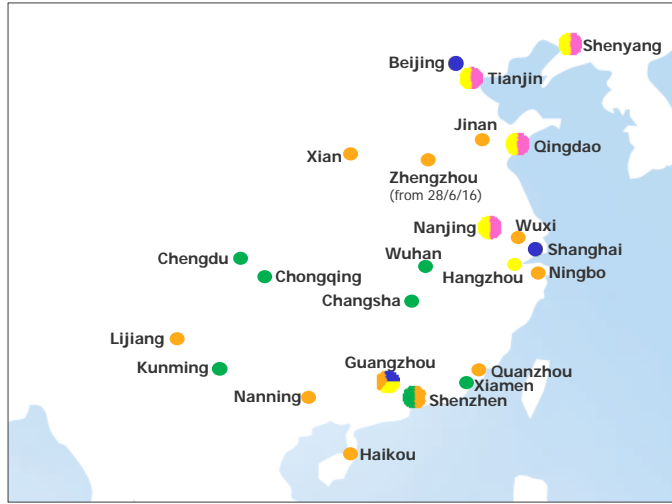 Shenyang
Beijing
Tianjin
Jinan
Qingdao
Xian
Zhengzhou
(from 28/6/16)
Nanjing
Wuxi
Shanghai
Wuhan
Chengdu
Hangzhou
Ningbo
Chongqing
Changsha
Lijiang
Guangzhou
Kunming
Quanzhou
Xiamen
Nanning
Shenzhen
Haikou